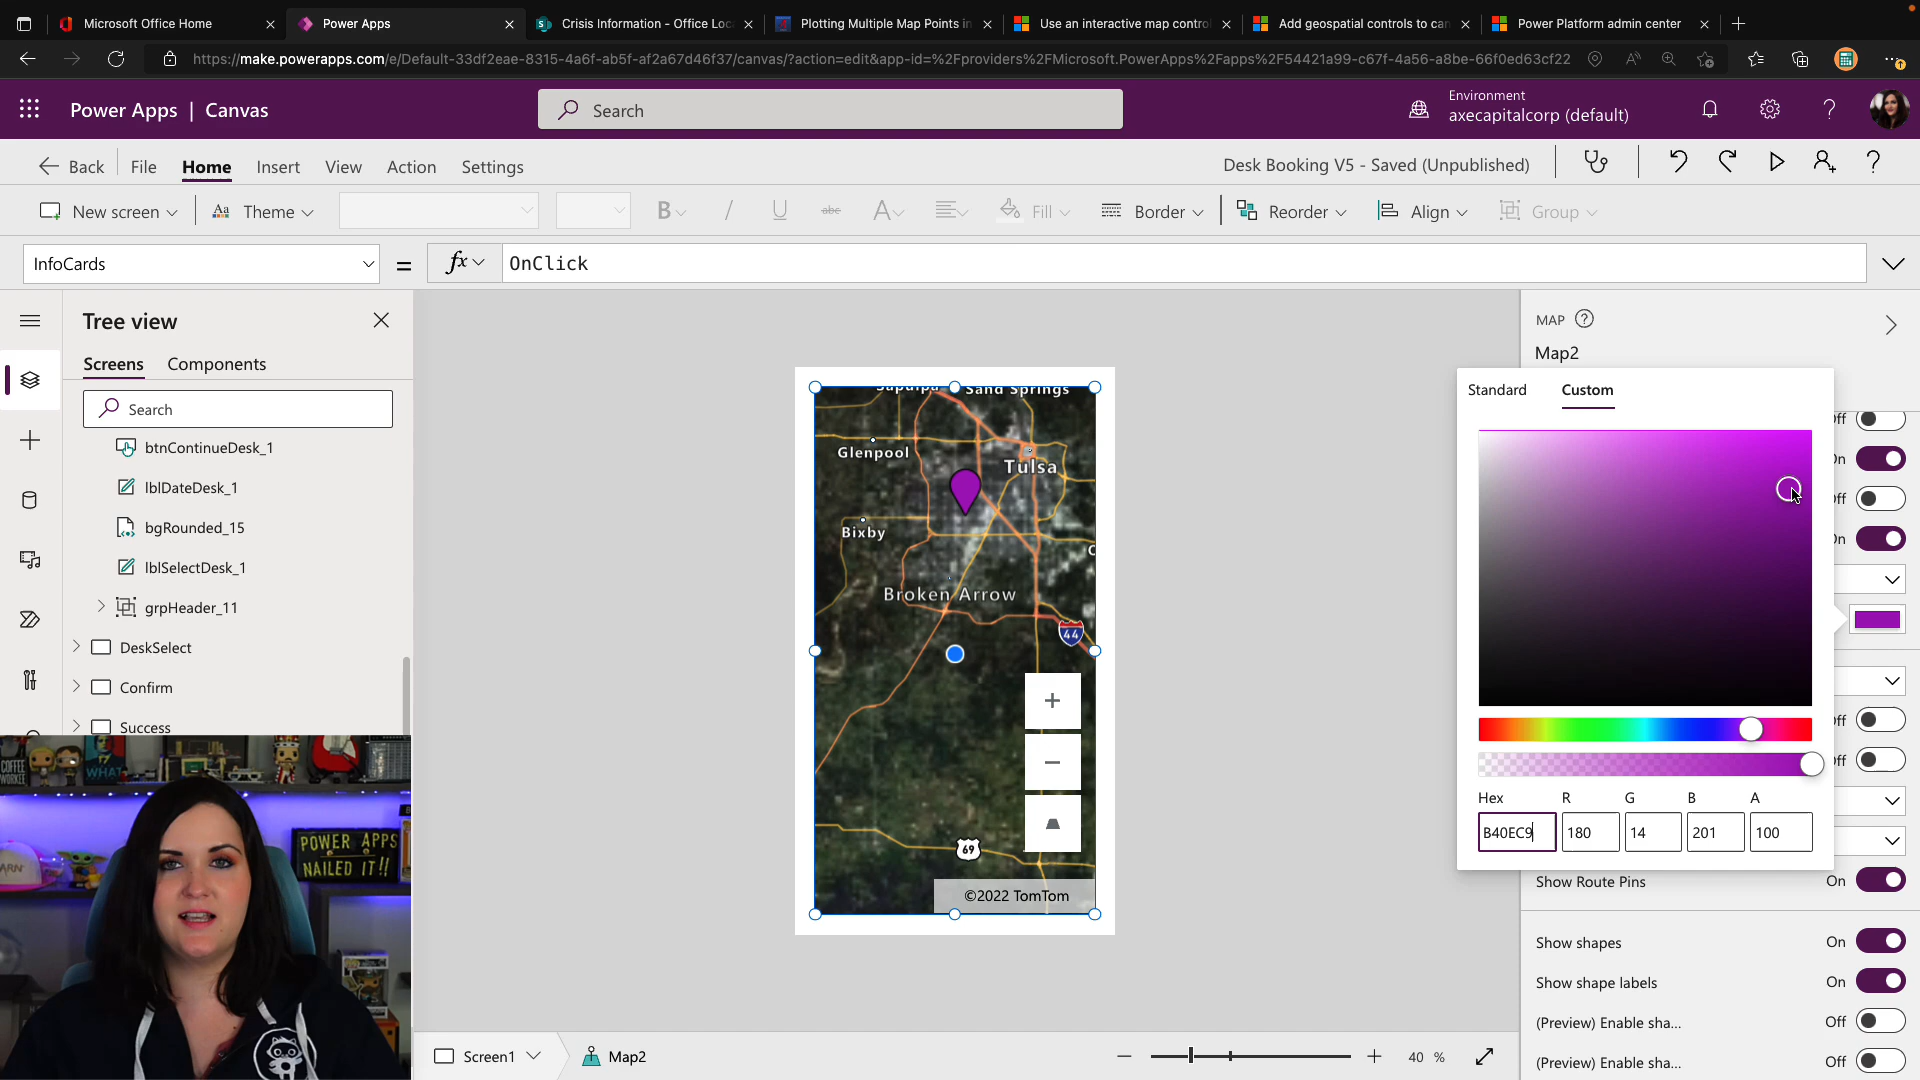 Microsoft Office Home
Power Apps
Crisis Information - Office Loc
Plotting Multiple Map Points in
Use an interactive map control
Add geospatial controls to can
Power Platform admin center
https://make.powerapps.com/e/Default-33df2eae-8315-4a6f-ab5f-af2a67d46f37/canvas/?action=edit&app-id=%2Fproviders%2FMicrosoft.PowerApps%2Fapps%2F54421a99-c67f-4a56-a8be-66f0ed63cf22
Power Apps | Canvas
Search
Environment
axecapitalcorp (default)
Back
File
Home
Insert
View
Action
Settings
Desk Booking V5 - Saved (Unpublished)
New screen
Theme
Fill
Border
Reorder
Align
Group
InfoCards
=
fx
OnClick
Tree view
Screens
Components
Search
btnContinueDesk_1
lblDateDesk_1
bgRounded_15
lblSelectDesk_1
grpHeader_11
DeskSelect
Confirm
Success
Sapulpa
Sand Springs
Glenpool
Tulsa
Bixby
Broken Arrow
44
69
©2022 TomTom
MAP
Map2
Standard
Custom
Hex
R
G
B
A
B40EC9
180
14
201
100
Show Route Pins
On
Show shapes
On
Show shape labels
On
(Preview) Enable sha...
Off
(Preview) Enable sha...
Off
COFFEE
WHAT
POWER APPS
NAILED IT!!
Screen1
Map2
40 %